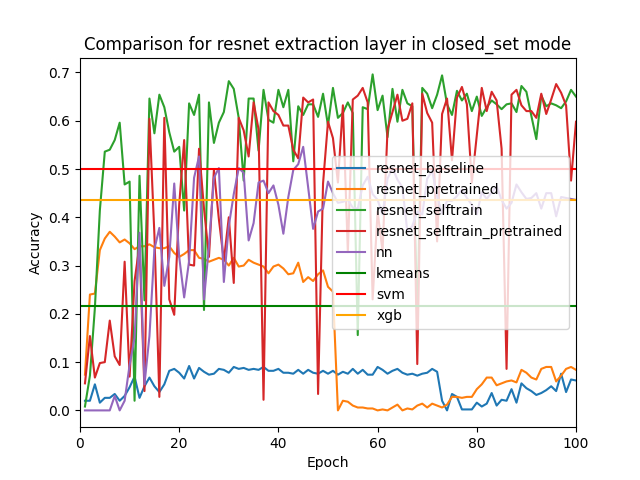 Comparison for resnet extraction layer in closed_set mode
Accuracy
0.7
0.6
0.5
0.4
0.3
0.2
0.1
0.0
resnet_baseline
resnet_pretrained
resnet_selftrain
resnet_selftrain_pretrained
nn
kmeans
svm
xgb
0 20 40 60 80 100
Epoch